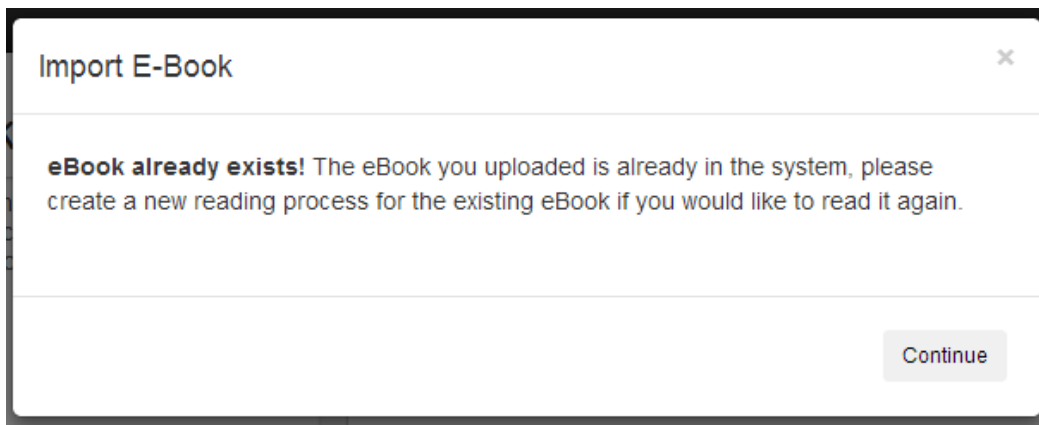 Import E-Book
×
eBook already exists! The eBook you uploaded is already in the system, please
create a new reading process for the existing eBook if you would like to read it again.
Continue